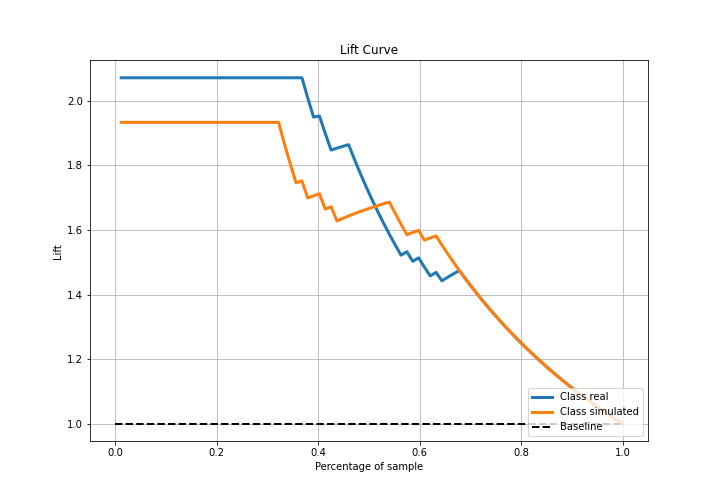 Lift Curve
Lift
2.0
1.8
1.6
1.4
1.2
1.0
0.0 0.2 0.4 0.6 0.8 1.0
Percentage of sample
Class real
Class simulated
Baseline